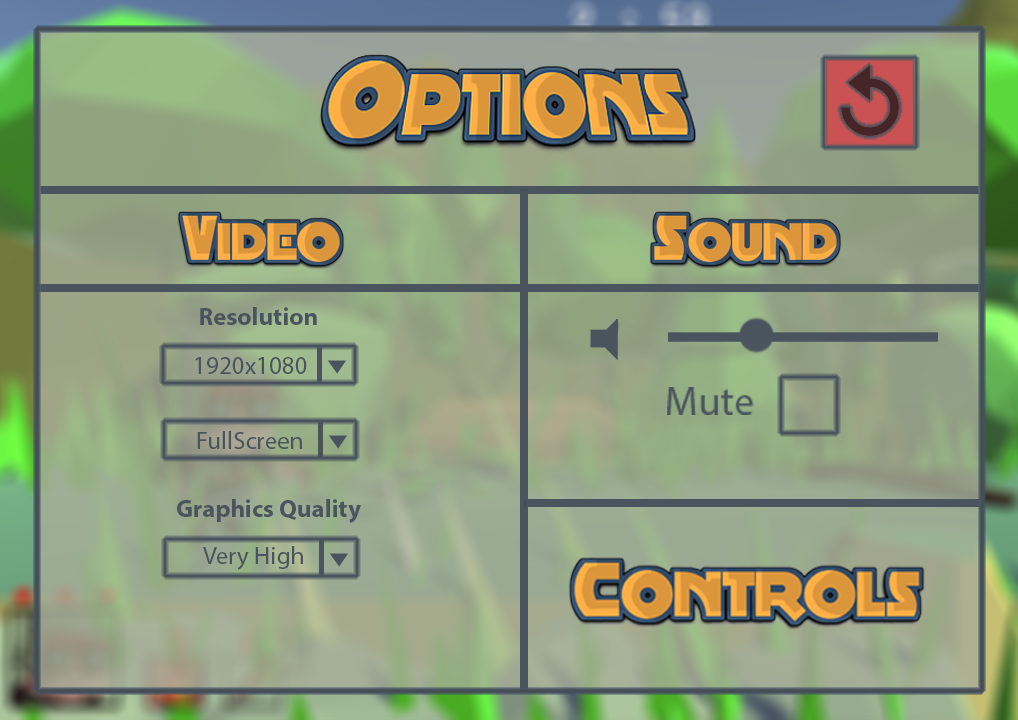 Options
Video
Sound
Resolution
1920x1080
FullScreen
Graphics Quality
Very High
Mute
Controls